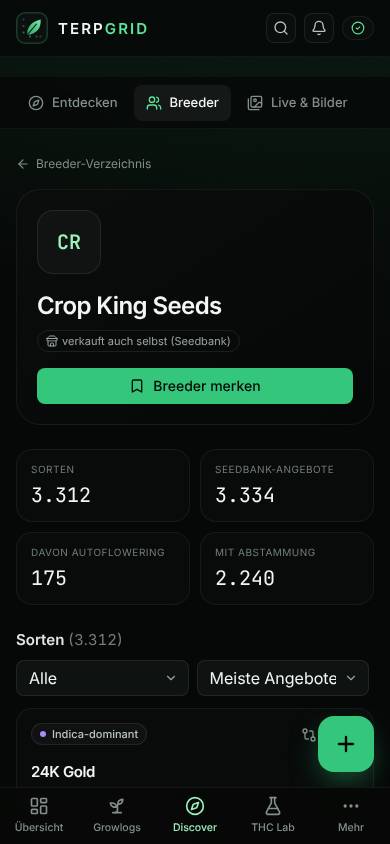 TERPGRID
Entdecken
Breeder
Live & Bilder
Breeder-Verzeichnis
CR
Crop King Seeds
verkauft auch selbst (Seedbank)
Breeder merken
SORTEN
3.312
SEEDBANK-ANGEBOTE
3.334
DAVON AUTOFLOWERING
175
MIT ABSTAMMUNG
2.240
Sorten (3.312)
Alle
Meiste Angebote
Indica-dominant
24K Gold
Übersicht
Growlogs
Discover
THC Lab
Mehr